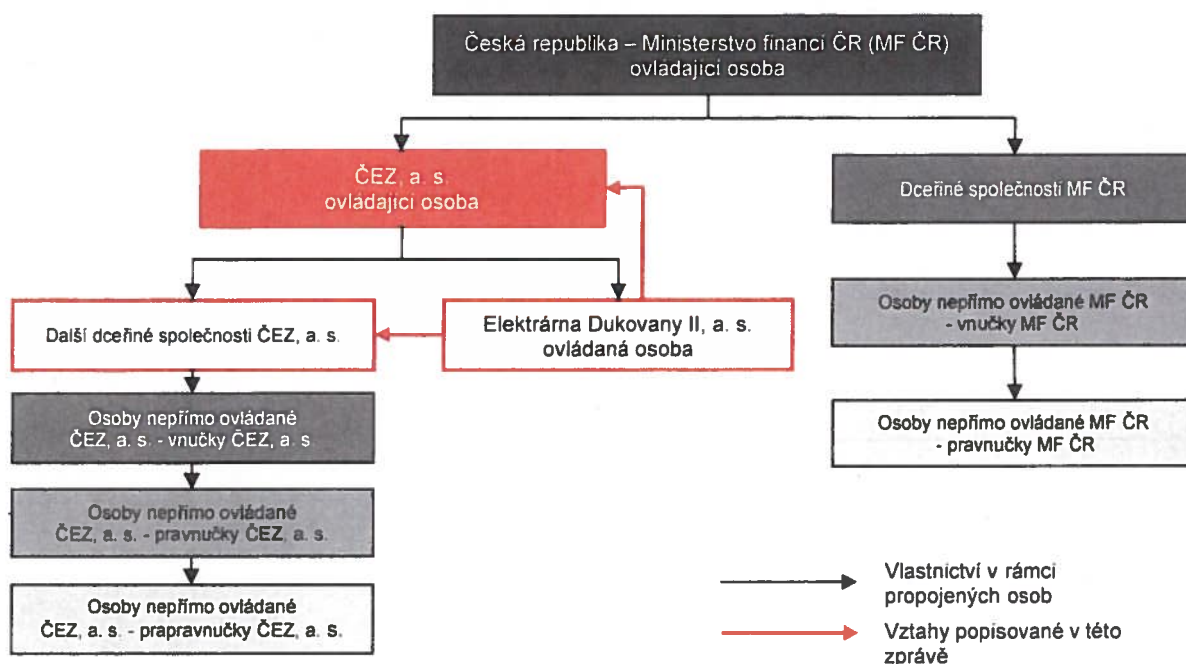 Česká republika – Ministerstvo financí ČR (MF ČR)
ovládající osoba
ČEZ, a. s.
ovládající osoba
Dceřiné společnosti MF ČR
Další dceřiné společnosti ČEZ, a. s.
Elektrárna Dukovany II, a. s.
ovládaná osoba
Osoby nepřímo ovládané MF ČR
- vnučky MF ČR
Osoby nepřímo ovládané
ČEZ, a. s. - vnučky ČEZ, a. s
Osoby nepřímo ovládané MF ČR
- pravnučky MF ČR
Osoby nepřímo ovládané
ČEZ, a. s. - pravnučky ČEZ, a. s.
Osoby nepřímo ovládané
ČEZ, a. s. - prapravnučky ČEZ, a. s.
Vlastnictví v rámci
propojených osob
Vztahy popisované v této
zprávě